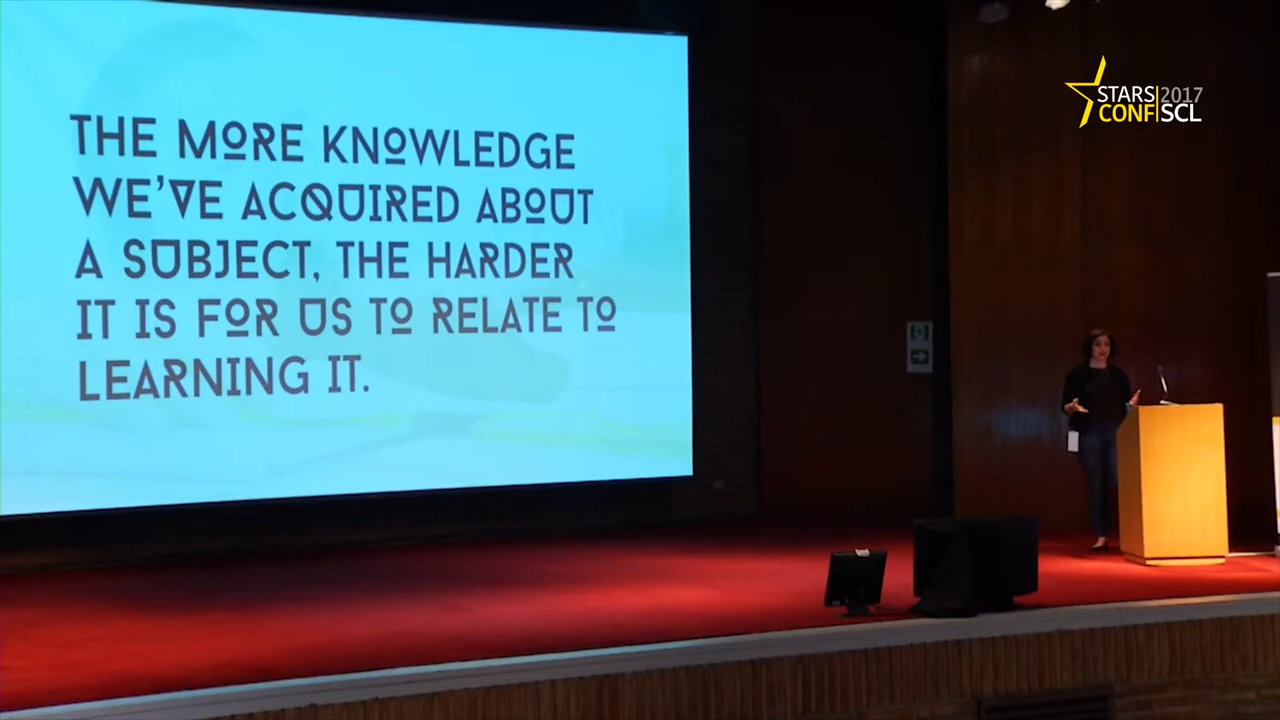 THE MORE KNOWLEDGE
WE'VE ACQUIRED ABOUT
A SUBJECT, THE HARDER
IT IS FOR US TO RELATE TO
LEARNING IT.
STARS 2017
CONF SCL